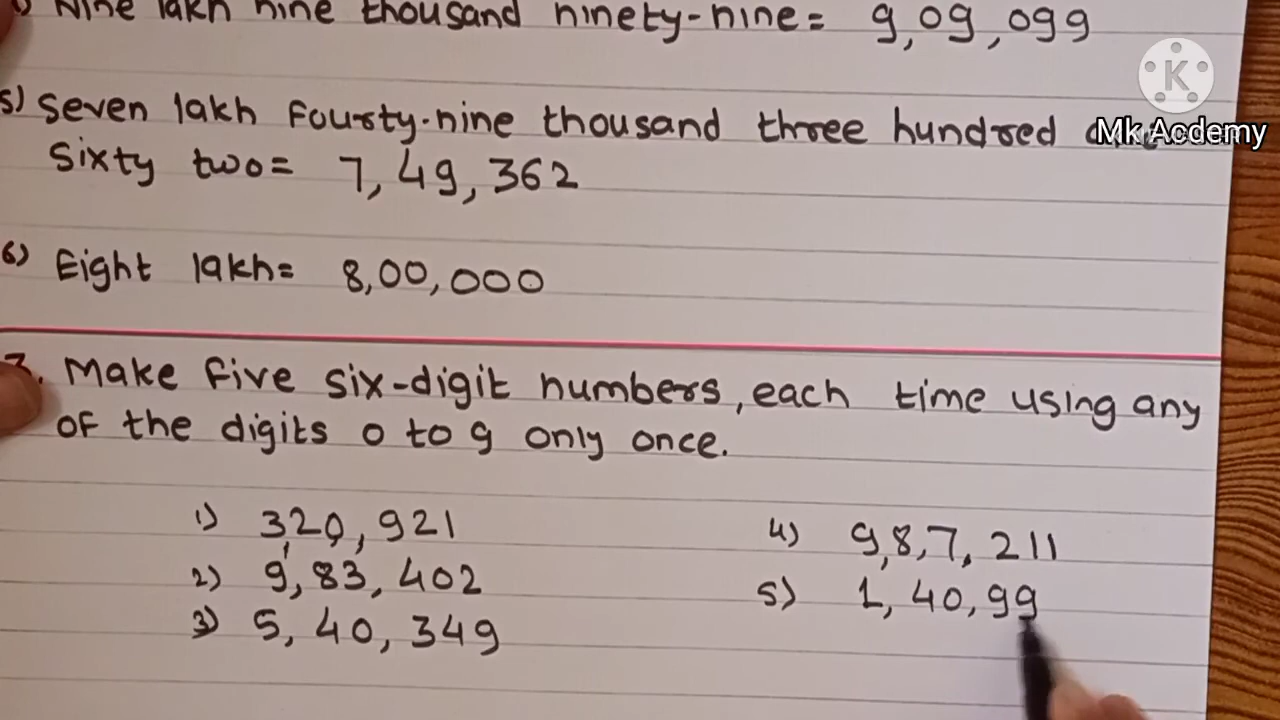 Nine lakh nine thousand ninety-nine= 9,09,099
K
5) Seven lakh Fourty-nine thousand three hundred
Mk Acdemy
Sixty two= 7,49,362
6) Eight lakh= 8,00,000
7. Make five six-digit numbers, each time using any
of the digits 0 to 9 only once.
1) 3,20,921
2) 9,83,402
3) 5,40,349
4) 9,8,7,211
5) 1,40,99